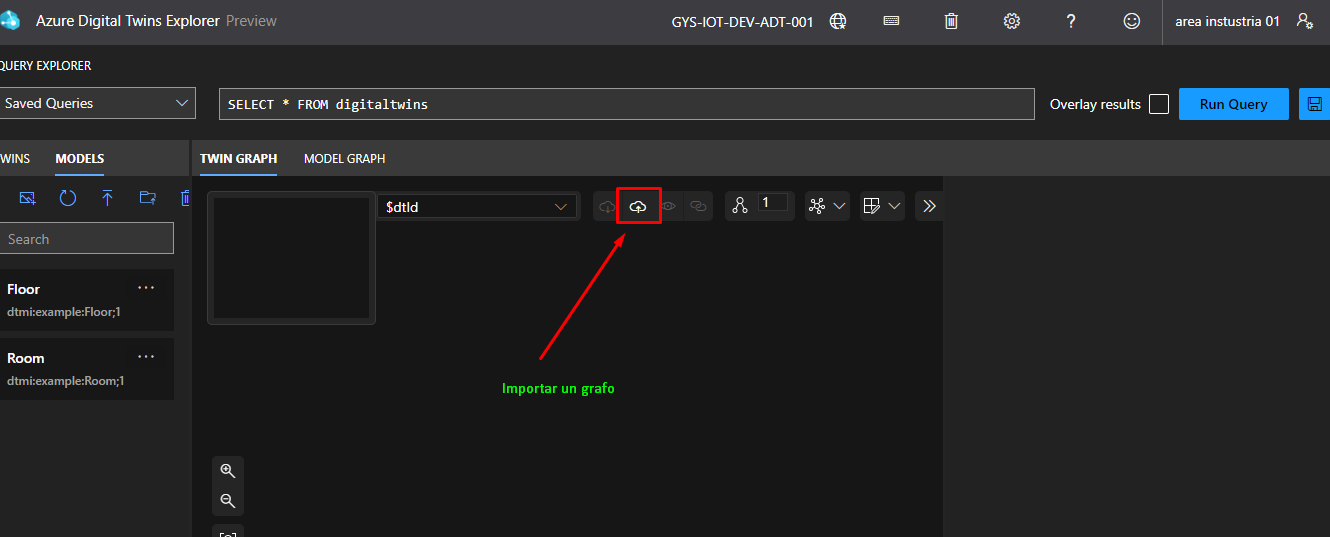 Azure Digital Twins Explorer Preview
GYS-IOT-DEV-ADT-001
area instustria 01
QUERY EXPLORER
Saved Queries
SELECT * FROM digitaltwins
Overlay results
Run Query
WINS
MODELS
TWIN GRAPH
MODEL GRAPH
$dtId
1
Search
Floor
dtmi:example:Floor;1
Room
dtmi:example:Room;1
Importar un grafo